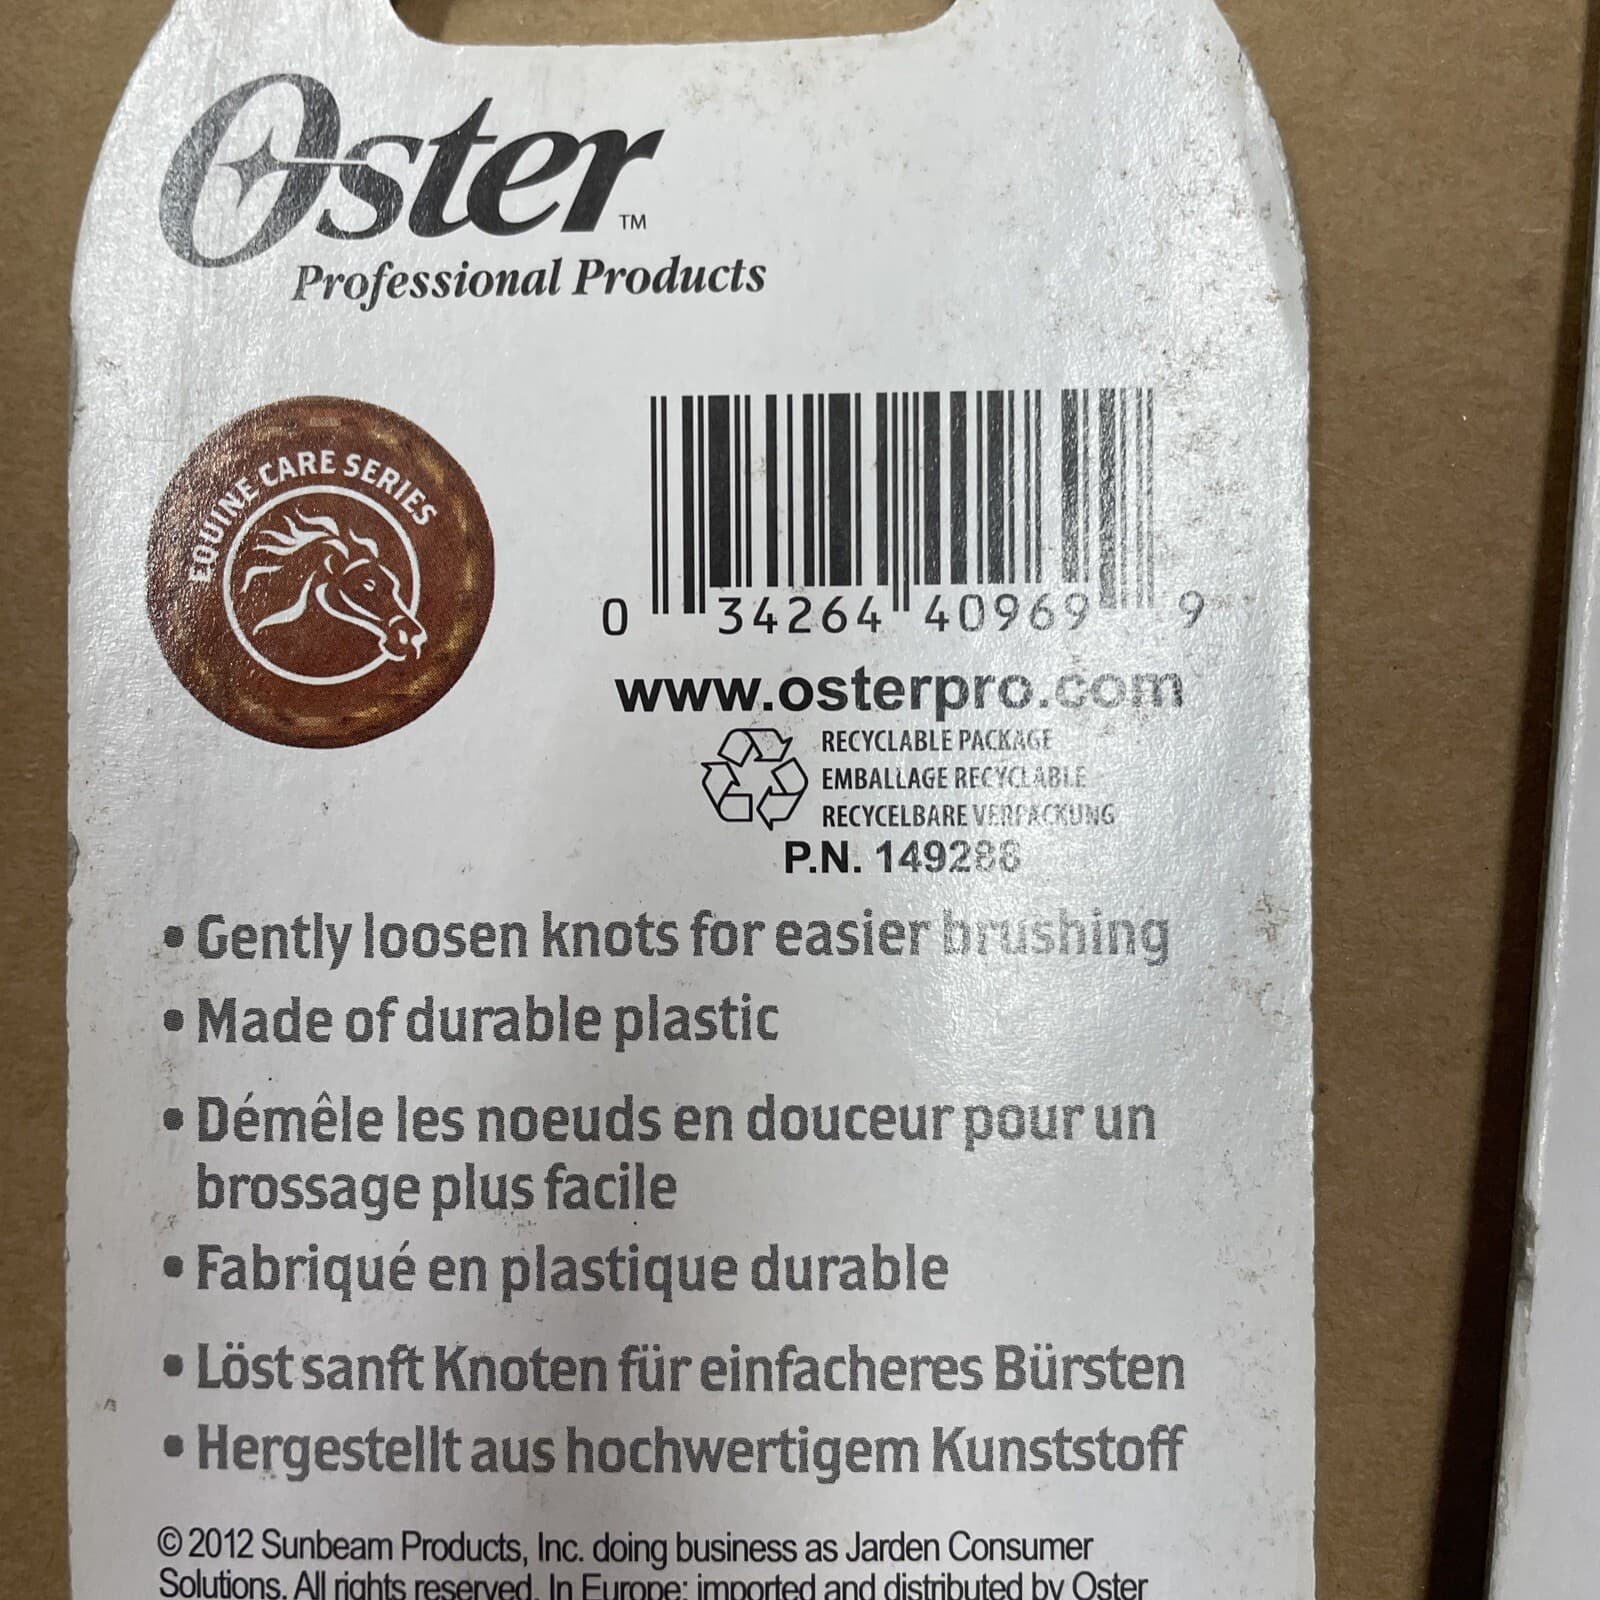 Oster™
Professional Products
EQUINE CARE SERIES
0 34264 40969 9
www.osterpro.com
RECYCLABLE PACKAGE
EMBALLAGE RECYCLABLE
RECYCELBARE VERPACKUNG
P.N. 149288
• Gently loosen knots for easier brushing
• Made of durable plastic
• Démêle les noeuds en douceur pour un
brossage plus facile
• Fabriqué en plastique durable
• Löst sanft Knoten für einfacheres Bürsten
• Hergestellt aus hochwertigem Kunststoff
© 2012 Sunbeam Products, Inc. doing business as Jarden Consumer
Solutions. All rights reserved. In Europe: imported and distributed by Oster